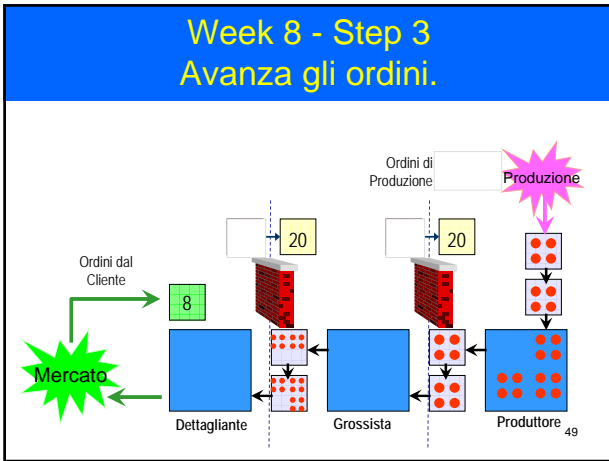 Week 8 - Step 3
Avanza gli ordini.
Ordini di
Produzione
Produzione
20
20
Ordini dal
Cliente
8
Mercato
Dettagliante
Grossista
Produttore
49